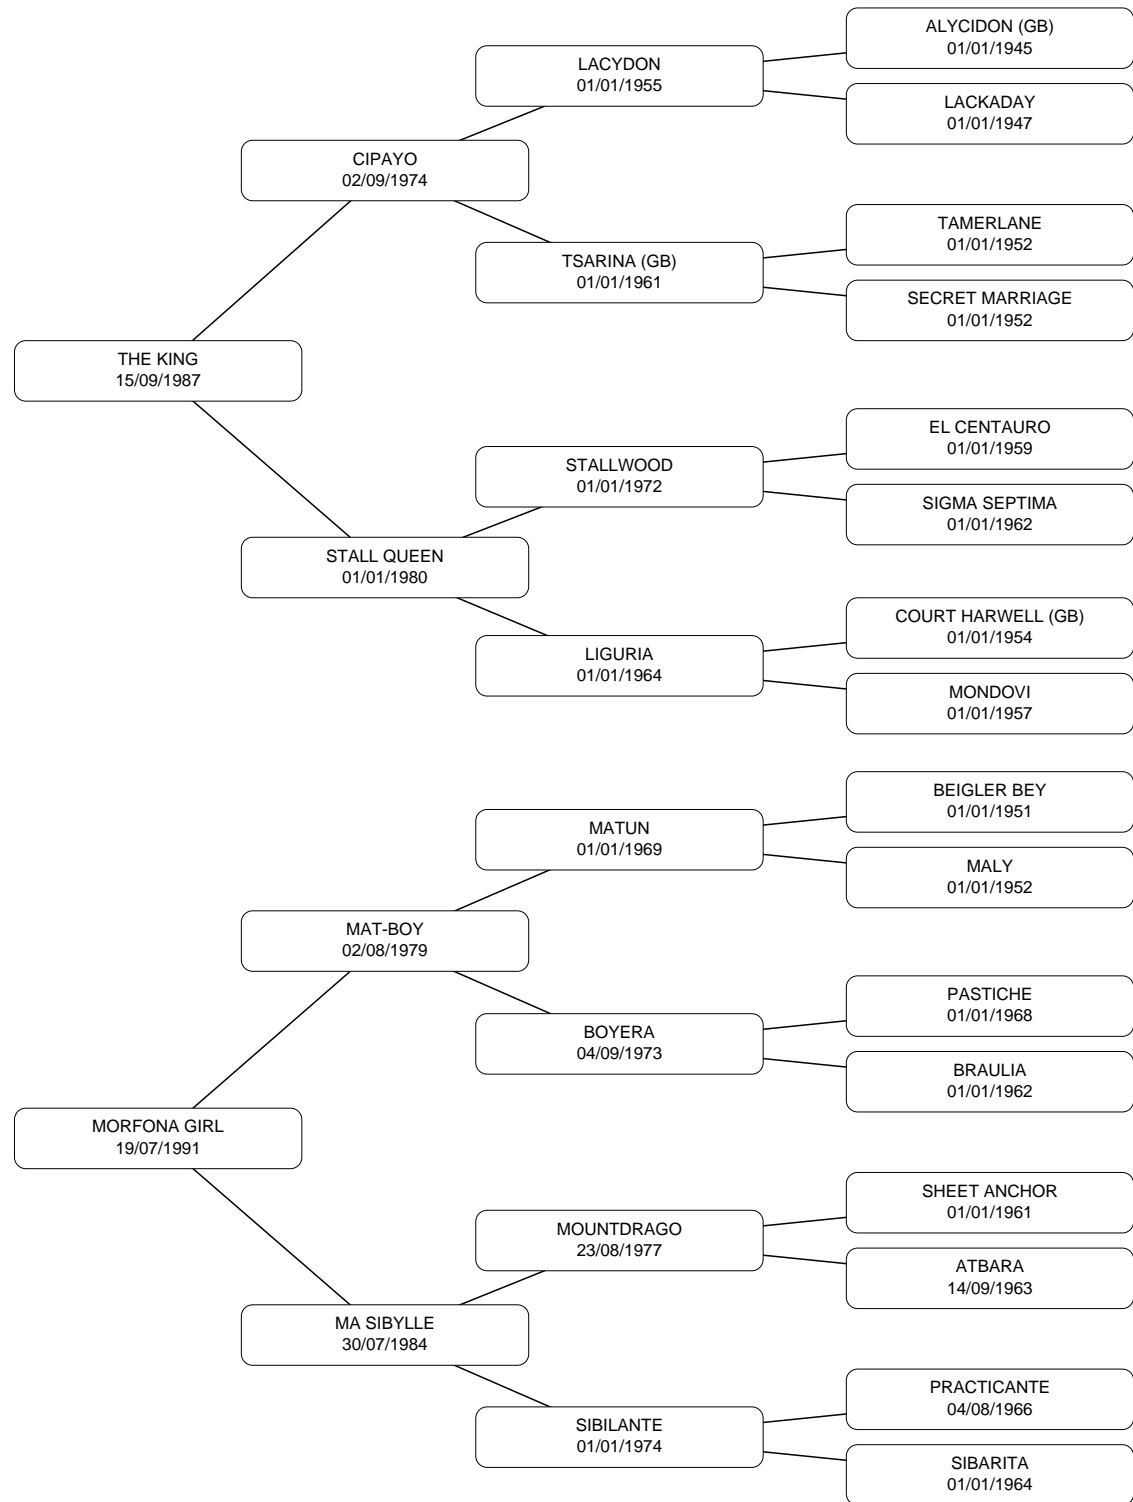 ALYCIDON (GB)
01/01/1945
LACYDON
01/01/1955
LACKADAY
01/01/1947
CIPAYO
02/09/1974
TAMERLANE
01/01/1952
TSARINA (GB)
01/01/1961
SECRET MARRIAGE
01/01/1952
THE KING
15/09/1987
EL CENTAURO
01/01/1959
STALLWOOD
01/01/1972
SIGMA SEPTIMA
01/01/1962
STALL QUEEN
01/01/1980
COURT HARWELL (GB)
01/01/1954
LIGURIA
01/01/1964
MONDOVI
01/01/1957
BEIGLER BEY
01/01/1951
MATUN
01/01/1969
MALY
01/01/1952
MAT-BOY
02/08/1979
PASTICHE
01/01/1968
BOYERA
04/09/1973
BRAULIA
01/01/1962
MORFONA GIRL
19/07/1991
SHEET ANCHOR
01/01/1961
MOUNTDRAGO
23/08/1977
ATBARA
14/09/1963
MA SIBYLLE
30/07/1984
PRACTICANTE
04/08/1966
SIBILANTE
01/01/1974
SIBARITA
01/01/1964